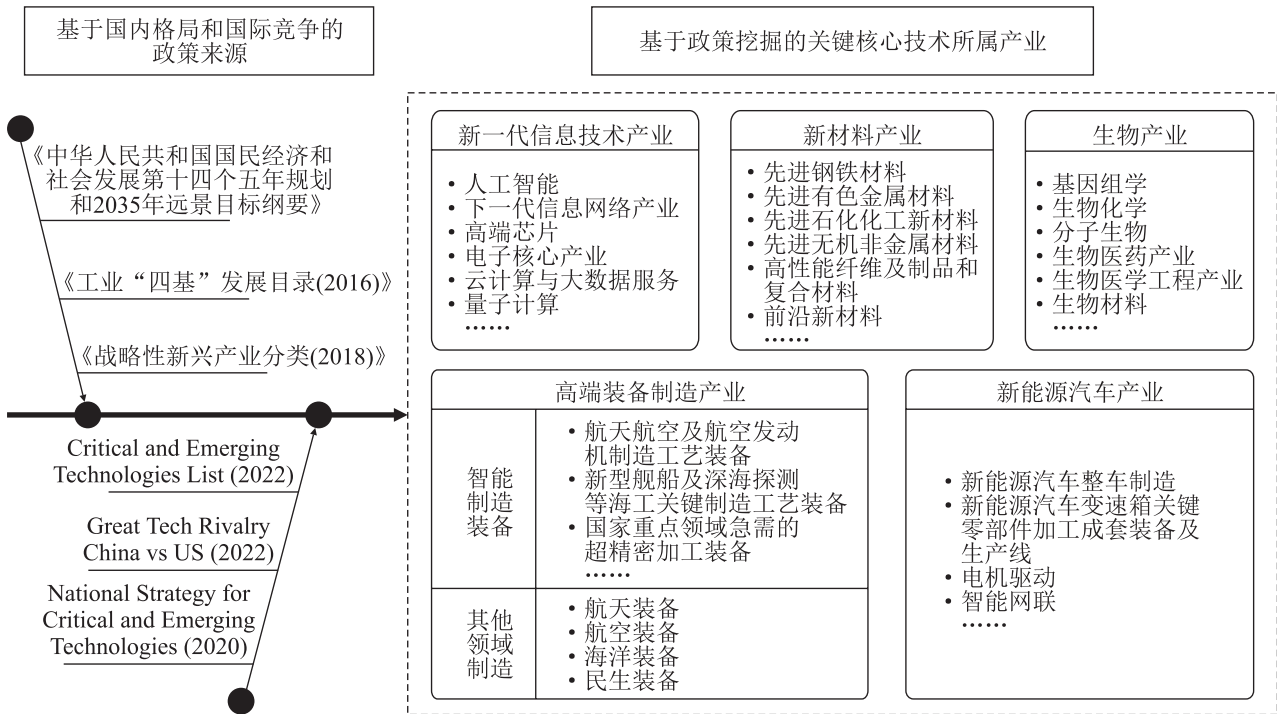 基于国内格局和国际竞争的
政策来源
基于政策挖掘的关键核心技术所属产业
《中华人民共和国国民经济和
社会发展第十四个五年规划
和2035年远景目标纲要》
《工业“四基”发展目录(2016)》
《战略性新兴产业分类(2018)》
Critical and Emerging
Technologies List (2022)
Great Tech Rivalry
China vs US (2022)
National Strategy for
Critical and Emerging
Technologies (2020)
新一代信息技术产业
• 人工智能
• 下一代信息网络产业
• 高端芯片
• 电子核心产业
• 云计算与大数据服务
• 量子计算
……
新材料产业
• 先进钢铁材料
• 先进有色金属材料
• 先进石化化工新材料
• 先进无机非金属材料
• 高性能纤维及制品和
复合材料
• 前沿新材料
……
生物产业
• 基因组学
• 生物化学
• 分子生物
• 生物医药产业
• 生物医学工程产业
• 生物材料
……
高端装备制造产业
智能
制造
装备
• 航天航空及航空发动
机制造工艺装备
• 新型舰船及深海探测
等海工关键制造工艺装备
• 国家重点领域急需的
超精密加工装备
……
其他
领域
制造
• 航天装备
• 航空装备
• 海洋装备
• 民生装备
新能源汽车产业
• 新能源汽车整车制造
• 新能源汽车变速箱关键
零部件加工成套装备及
生产线
• 电机驱动
• 智能网联
……